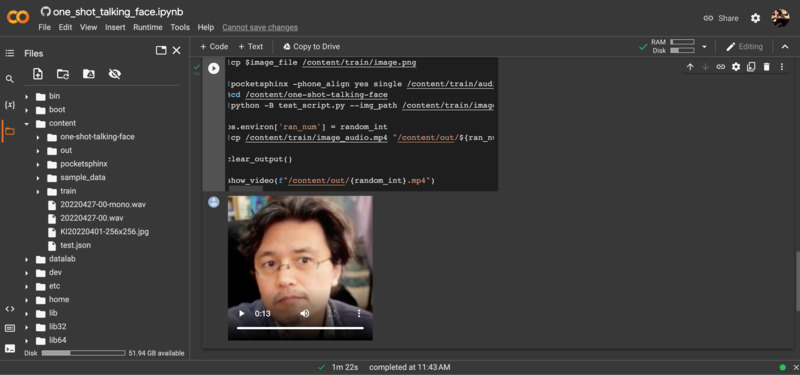 one_shot_talking_face.ipynb
File Edit View Insert Runtime Tools Help Cannot save changes
Share
Files
+ Code + Text Copy to Drive
RAM
Disk
Editing
{x}
bin
boot
content
one-shot-talking-face
out
pocketsphinx
sample_data
train
20220427-00-mono.wav
20220427-00.wav
KI20220401-256x256.jpg
test.json
datalab
dev
etc
home
lib
lib32
lib64
Disk 51.94 GB available
!cp $image_file /content/train/image.png
!pocketsphinx -phone_align yes single /content/train/aud
%cd /content/one-shot-talking-face
!python -B test_script.py --img_path /content/train/image
os.environ['ran_num'] = random_int
!cp /content/train/image_audio.mp4 "/content/out/${ran_nu
clear_output()
show_video(f"/content/out/{random_int}.mp4")
0:13
1m 22s completed at 11:43 AM